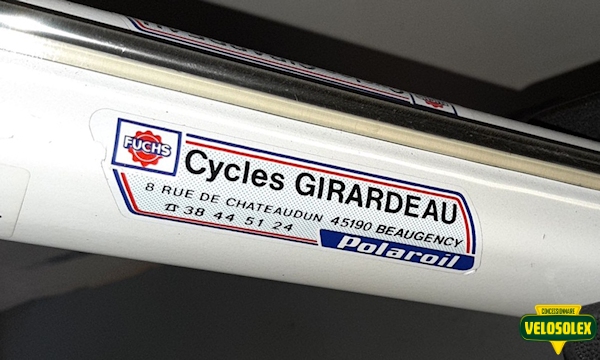 FUCHS
Cycles GIRARDEAU
8 RUE DE CHATEAUDUN 45190 BEAUGENCY
☎ 38 44 51 24
Polaroil
CONCESSIONNAIRE
VELOSOLEX